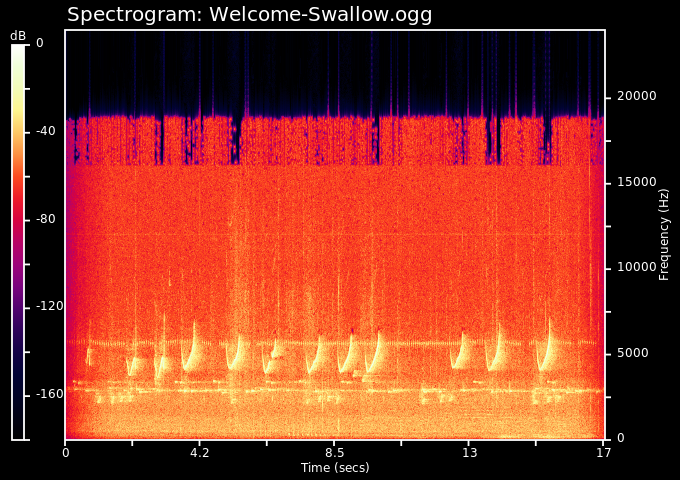 Spectrogram: Welcome-Swallow.ogg
dB
0
-40
-80
-120
-160
20000
15000
10000
5000
0
Frequency (Hz)
0 4.2 8.5 13 17
Time (secs)